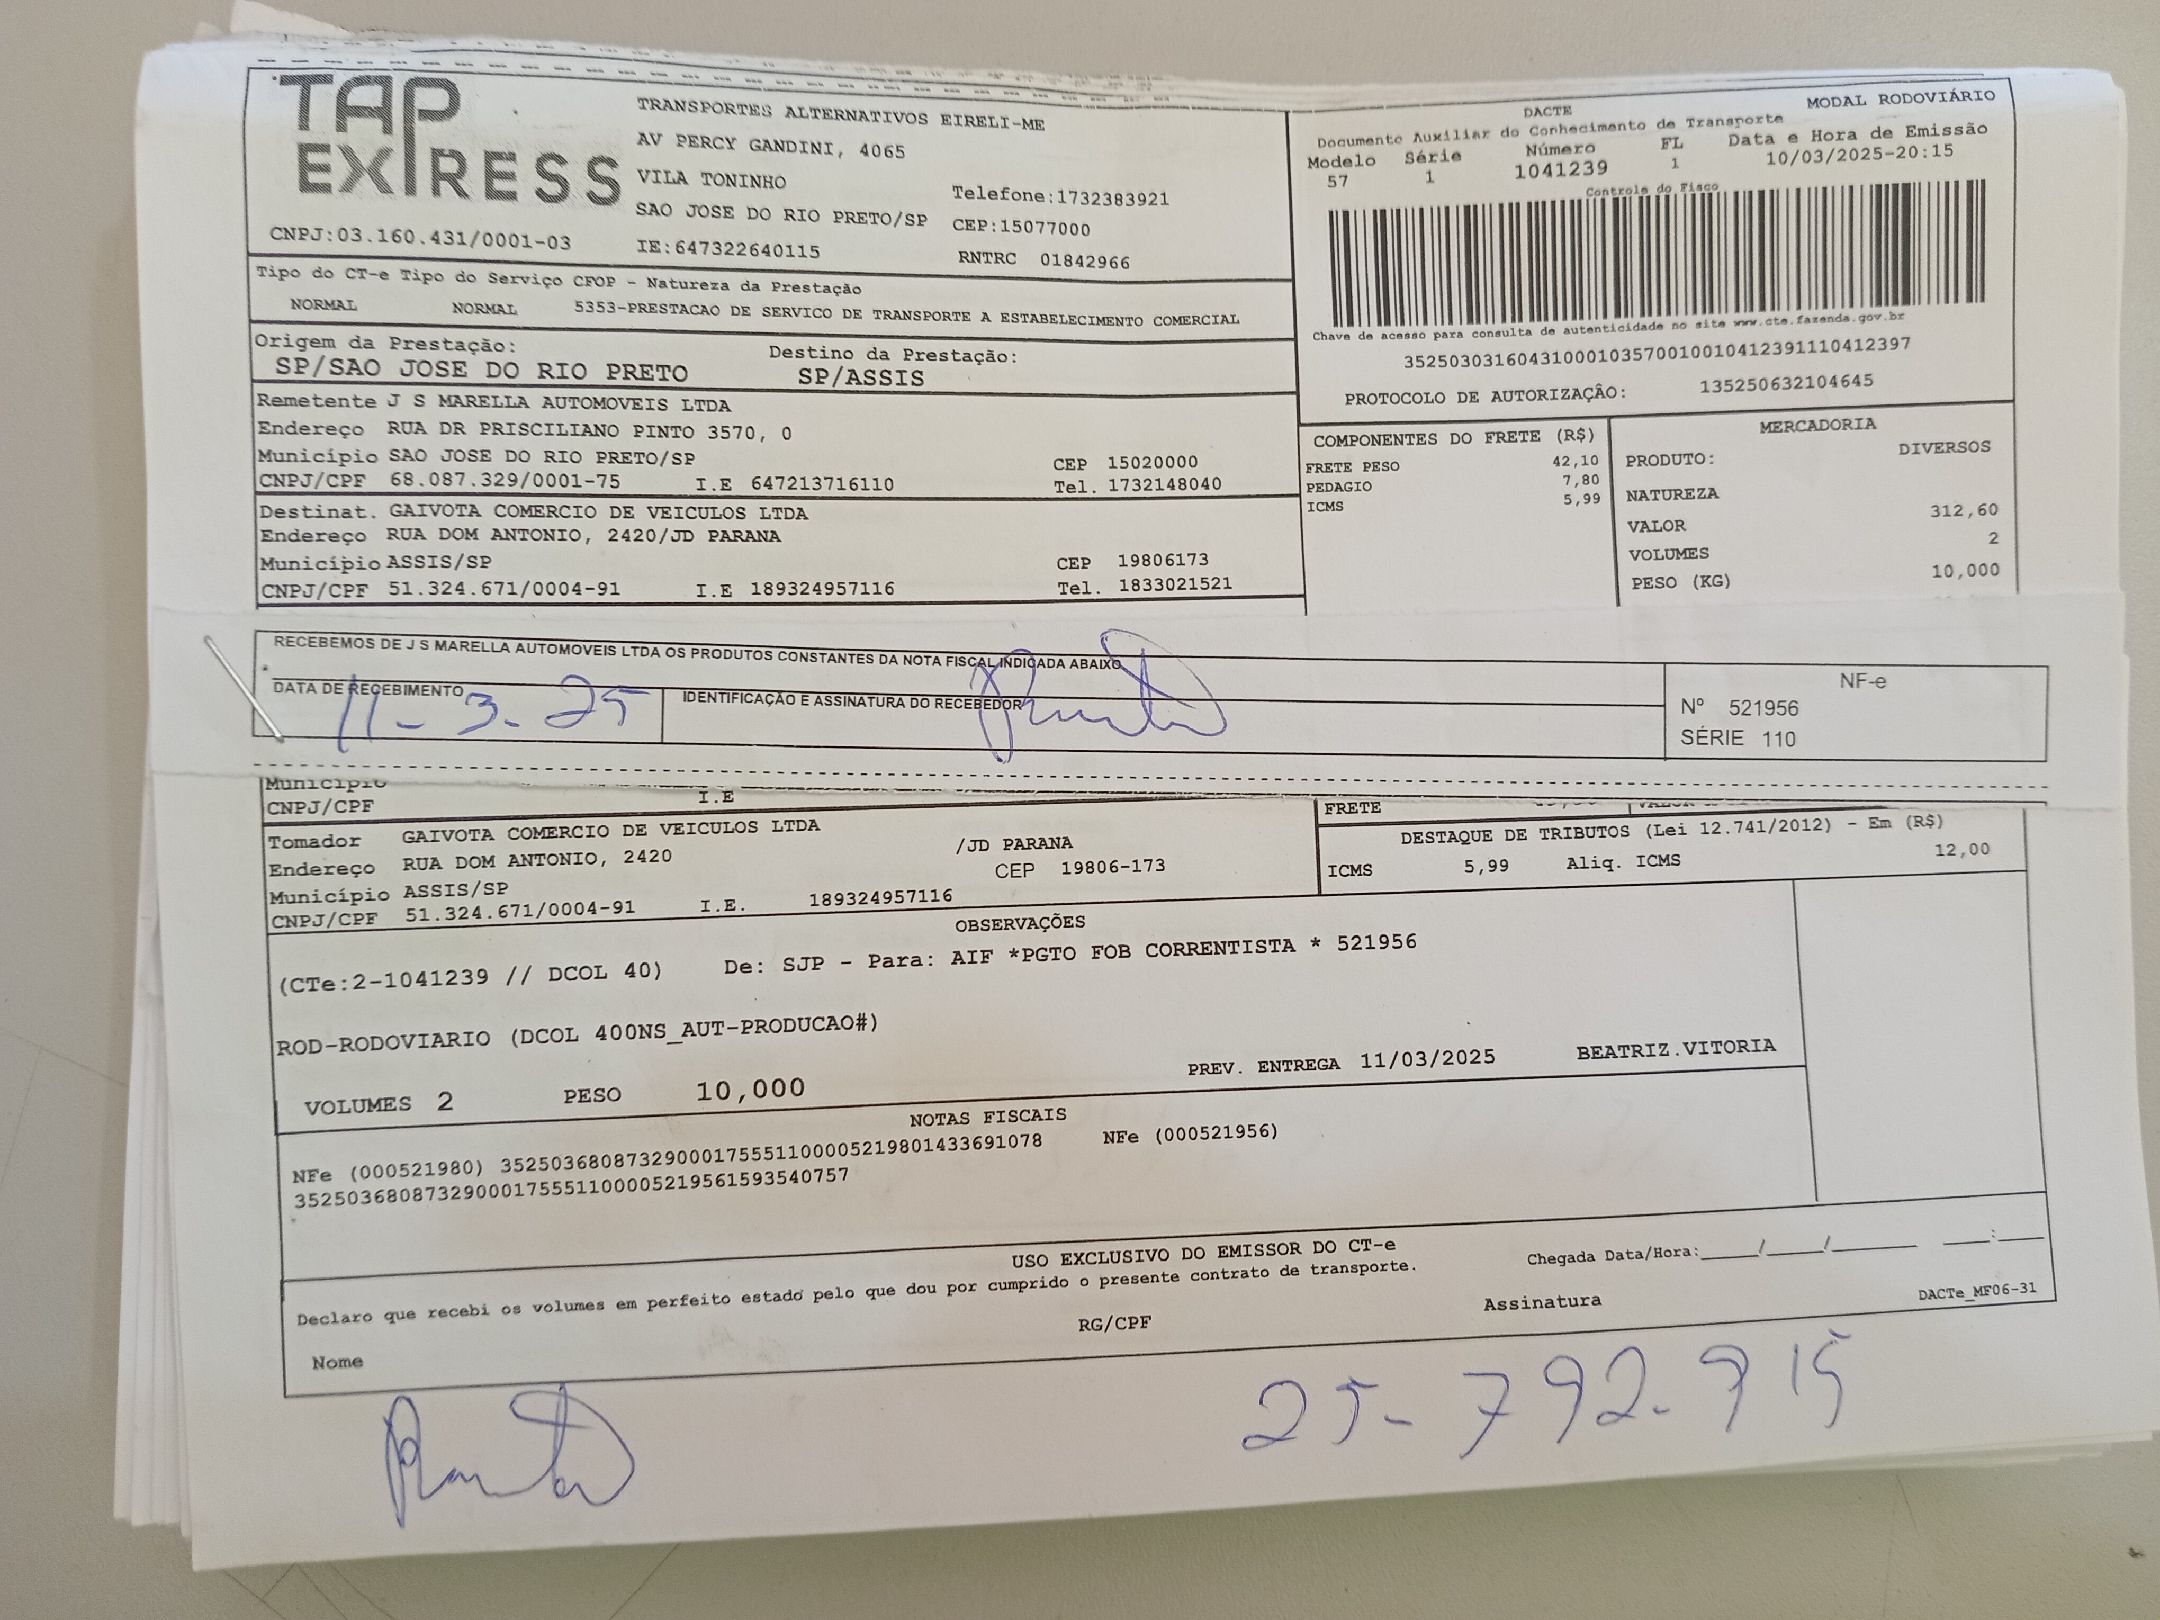 TAP
EXPRESS
TRANSPORTES ALTERNATIVOS EIRELI-ME
AV PERCY GANDINI, 4065
VILA TONINHO
SAO JOSE DO RIO PRETO/SP
Telefone:1732383921
CEP:15077000
CNPJ:03.160.431/0001-03
IE:647322640115
RNTRC 01842966
DACTE
MODAL RODOVIÁRIO
Documento Auxiliar do Conhecimento de Transporte
Modelo Série Número FL Data e Hora de Emissão
57 1 1041239 1 10/03/2025-20:15
Controle do Fisco
Chave de acesso para consulta de autenticidade no site www.cte.fazenda.gov.br
35250303160431000103570010010412391110412397
PROTOCOLO DE AUTORIZAÇÂO: 135250632104645
Tipo do CT-e Tipo do Serviço CFOP - Natureza da Prestação
NORMAL NORMAL 5353-PRESTACAO DE SERVICO DE TRANSPORTE A ESTABELECIMENTO COMERCIAL
Origem da Prestação: Destino da Prestação:
SP/SAO JOSE DO RIO PRETO SP/ASSIS
Remetente J S MARELLA AUTOMOVEIS LTDA
Endereço RUA DR PRISCILIANO PINTO 3570, 0
Município SAO JOSE DO RIO PRETO/SP CEP 15020000
CNPJ/CPF 68.087.329/0001-75 I.E 647213716110 Tel. 1732148040
Destinat. GAIVOTA COMERCIO DE VEICULOS LTDA
Endereço RUA DOM ANTONIO, 2420/JD PARANA
Município ASSIS/SP CEP 19806173
CNPJ/CPF 51.324.671/0004-91 I.E 189324957116 Tel. 1833021521
COMPONENTES DO FRETE (R$)
FRETE PESO 42,10
PEDAGIO 7,80
ICMS 5,99
MERCADORIA
PRODUTO: DIVERSOS
NATUREZA
VALOR 312,60
VOLUMES 2
PESO (KG) 10,000
RECEBEMOS DE J S MARELLA AUTOMOVEIS LTDA OS PRODUTOS CONSTANTES DA NOTA FISCAL INDICADA ABAIXO
DATA DE RECEBIMENTO
11-3-25
IDENTIFICAÇÃO E ASSINATURA DO RECEBEDOR
NF-e
Nº 521956
SÉRIE 110
Município
CNPJ/CPF I.E
FRETE
Tomador GAIVOTA COMERCIO DE VEICULOS LTDA
Endereço RUA DOM ANTONIO, 2420 /JD PARANA
Município ASSIS/SP CEP 19806-173
CNPJ/CPF 51.324.671/0004-91 I.E. 189324957116
DESTAQUE DE TRIBUTOS (Lei 12.741/2012) - Em (R$)
ICMS 5,99 Aliq. ICMS 12,00
OBSERVAÇÕES
(CTe:2-1041239 // DCOL 40) De: SJP - Para: AIF *PGTO FOB CORRENTISTA * 521956
ROD-RODOVIARIO (DCOL 400NS_AUT-PRODUCAO#)
PREV. ENTREGA 11/03/2025 BEATRIZ.VITORIA
VOLUMES 2 PESO 10,000
NOTAS FISCAIS
NFe (000521980) 35250368087329000175551100005219801433691078 NFe (000521956)
35250368087329000175551100005219561593540757
USO EXCLUSIVO DO EMISSOR DO CT-e
Declaro que recebi os volumes em perfeito estado pelo que dou por cumprido o presente contrato de transporte.
Chegada Data/Hora:____/____/______ ____:____
Nome RG/CPF Assinatura
DACTe_MF06-31
25-792.915